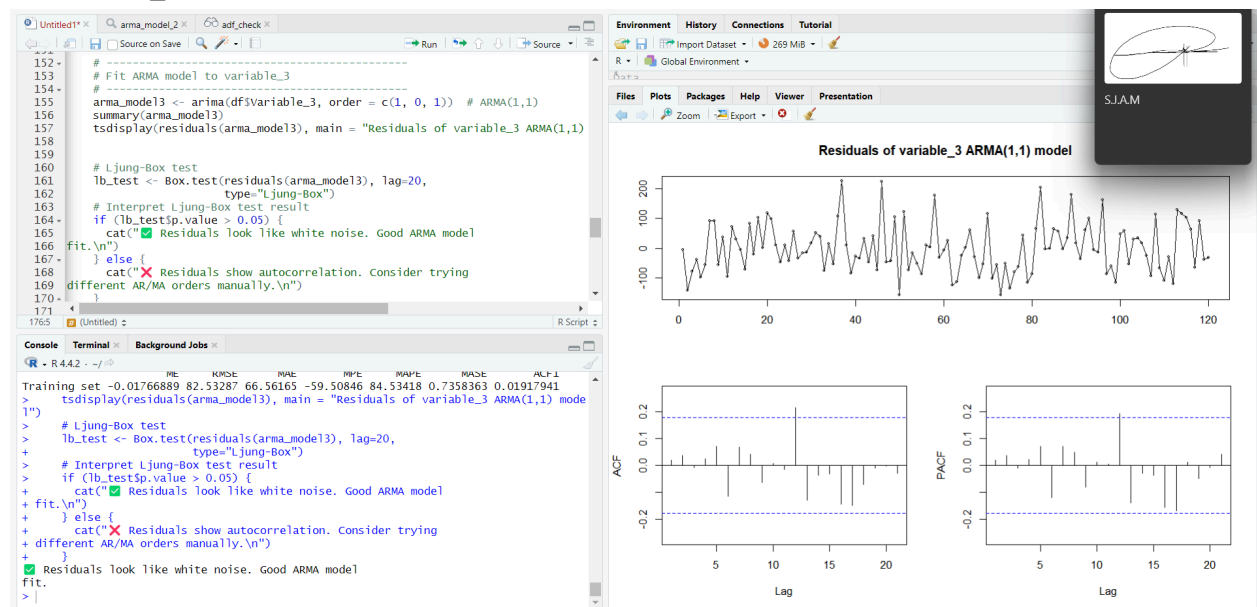 Untitled1*
arma_model_2
adf_check
Source on Save
Run
Source
152
# ----------------------------------------------
153
# Fit ARMA model to variable_3
154
# ----------------------------------------------
155
arma_model3 <- arima(df$Variable_3, order = c(1, 0, 1))  # ARMA(1,1)
156
summary(arma_model3)
157
tsdisplay(residuals(arma_model3), main = "Residuals of variable_3 ARMA(1,1)
158
159
160
# Ljung-Box test
161
lb_test <- Box.test(residuals(arma_model3), lag=20,
162
type="Ljung-Box")
163
# Interpret Ljung-Box test result
164
if (lb_test$p.value > 0.05) {
165
cat("✅ Residuals look like white noise. Good ARMA model
166
fit.\n")
167
} else {
168
cat("❌ Residuals show autocorrelation. Consider trying
169
different AR/MA orders manually.\n")
170
}
171
176:5
(Untitled)
R Script
Console
Terminal
Background Jobs
R 4.4.2 · ~/
ME RMSE MAE MPE MAPE MASE ACF1
Training set -0.01766889 82.53287 66.56165 -59.50846 84.53418 0.7358363 0.01917941
> tsdisplay(residuals(arma_model3), main = "Residuals of variable_3 ARMA(1,1) mode
l")
> # Ljung-Box test
> lb_test <- Box.test(residuals(arma_model3), lag=20,
+ type="Ljung-Box")
> # Interpret Ljung-Box test result
> if (lb_test$p.value > 0.05) {
+ cat("✅ Residuals look like white noise. Good ARMA model
+ fit.\n")
+ } else {
+ cat("❌ Residuals show autocorrelation. Consider trying
+ different AR/MA orders manually.\n")
+ }
✅ Residuals look like white noise. Good ARMA model
fit.
>
Environment
History
Connections
Tutorial
Import Dataset
269 MiB
R
Global Environment
Data
Files
Plots
Packages
Help
Viewer
Presentation
Zoom
Export
S.J.A.M
Residuals of variable_3 ARMA(1,1) model
200
100
0
-100
0 20 40 60 80 100 120
ACF
0.2
0.1
0.0
-0.2
5 10 15 20
Lag
PACF
0.2
0.1
0.0
-0.2
5 10 15 20
Lag